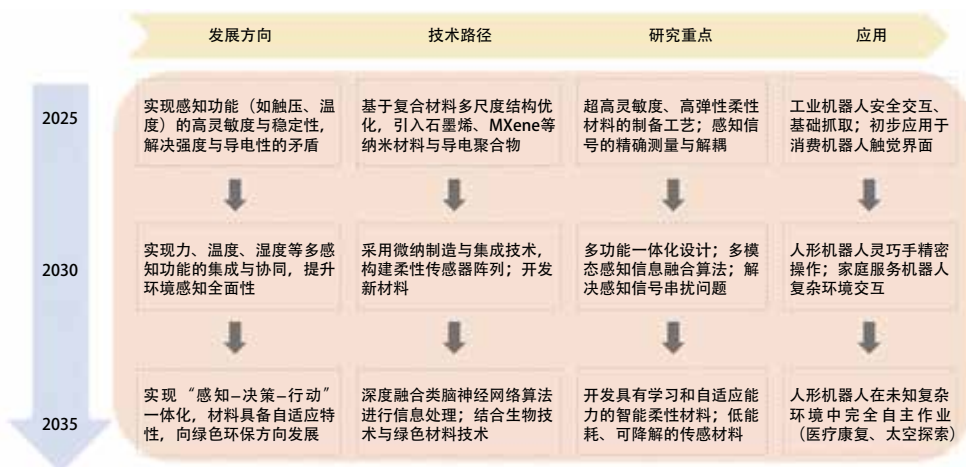 发展方向
技术路径
研究重点
应用
2025
实现感知功能（如触压、温
度）的高灵敏度与稳定性，
解决强度与导电性的矛盾
基于复合材料多尺度结构优
化，引入石墨烯、MXene等
纳米材料与导电聚合物
超高灵敏度、高弹性柔性
材料的制备工艺；感知信
号的精确测量与解耦
工业机器人安全交互、
基础抓取；初步应用于
消费机器人触觉界面
2030
实现力、温度、湿度等多感
知功能的集成与协同，提升
环境感知全面性
采用微纳制造与集成技术，
构建柔性传感器阵列；开发
新材料
多功能一体化设计；多模
态感知信息融合算法；解
决感知信号串扰问题
人形机器人灵巧手精密
操作；家庭服务机器人
复杂环境交互
2035
实现“感知–决策–行动”
一体化，材料具备自适应特
性，向绿色环保方向发展
深度融合类脑神经网络算法
进行信息处理；结合生物技
术与绿色材料技术
开发具有学习和自适应
能力的智能柔性材料；低能
耗、可降解的传感材料
人形机器人在未知复杂
环境中完全自主作业
（医疗康复、太空探索）